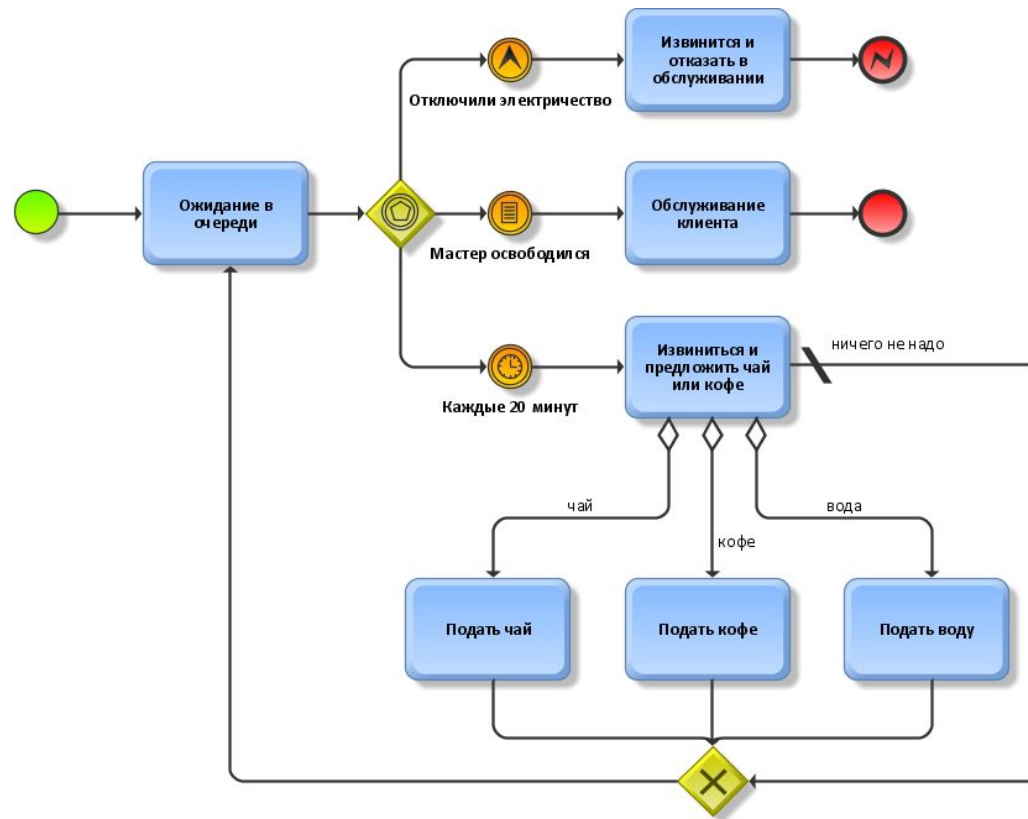 Извинится и
отказать в
обслуживании
Отключили электричество
Ожидание в
очереди
Обслуживание
клиента
Мастер освободился
Извиниться и
предложить чай
или кофе
ничего не надо
Каждые 20 минут
чай
кофе
вода
Подать чай
Подать кофе
Подать воду